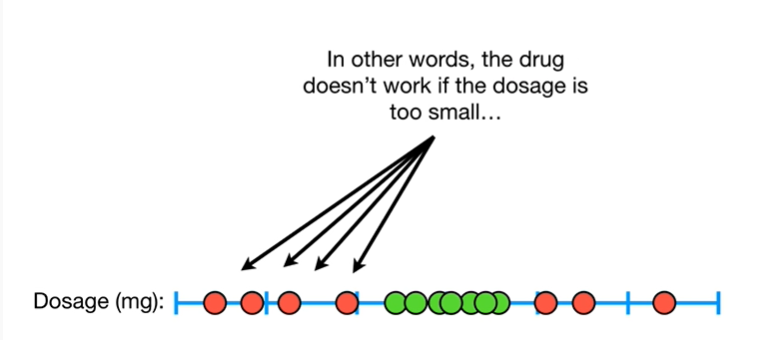 In other words, the drug
doesn’t work if the dosage is
too small…
Dosage (mg):